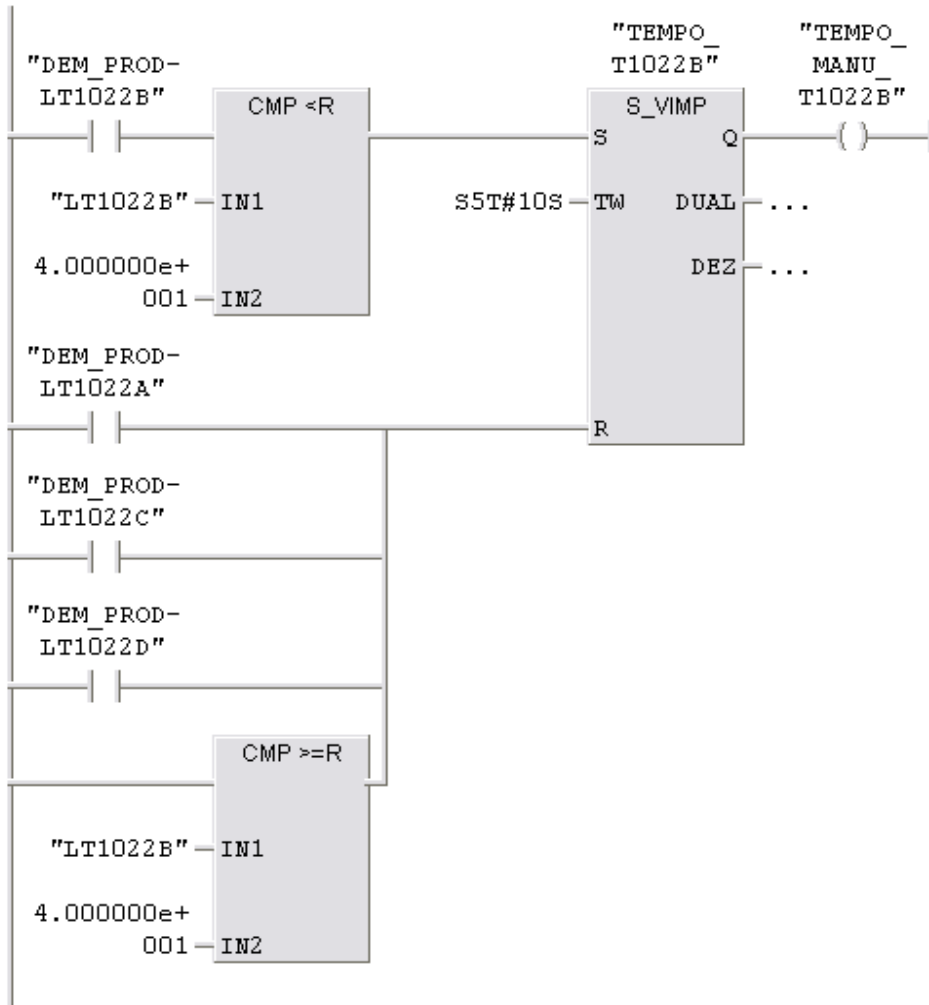 "TEMPO_
T1022B"
"TEMPO_
MANU_
T1022B"
"DEM_PROD-
LT1022B"
CMP <R
S_VIMP
S
Q
"LT1022B"
IN1
S5T#10S
TW
DUAL
...
4.000000e+
001
IN2
DEZ
...
"DEM_PROD-
LT1022A"
R
"DEM_PROD-
LT1022C"
"DEM_PROD-
LT1022D"
CMP >=R
"LT1022B"
IN1
4.000000e+
001
IN2